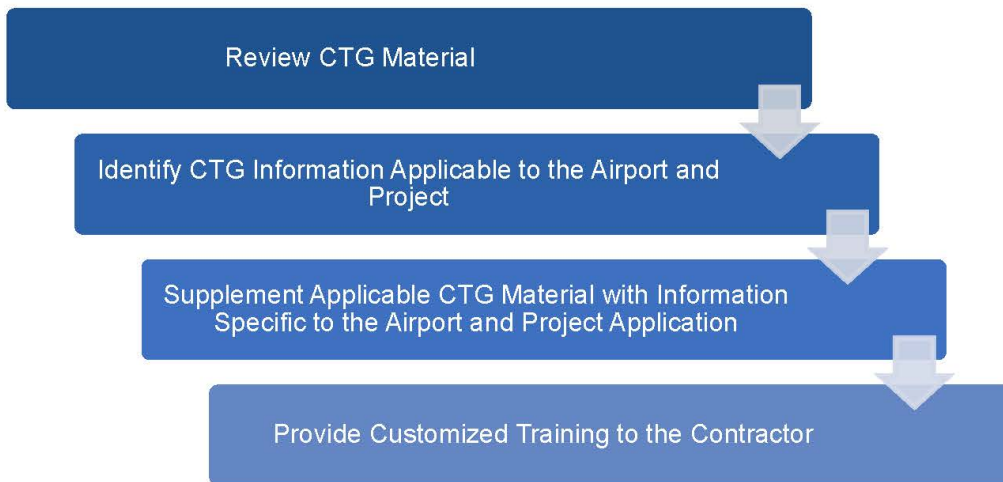 Review CTG Material
Identify CTG Information Applicable to the Airport and
Project
Supplement Applicable CTG Material with Information
Specific to the Airport and Project Application
Provide Customized Training to the Contractor